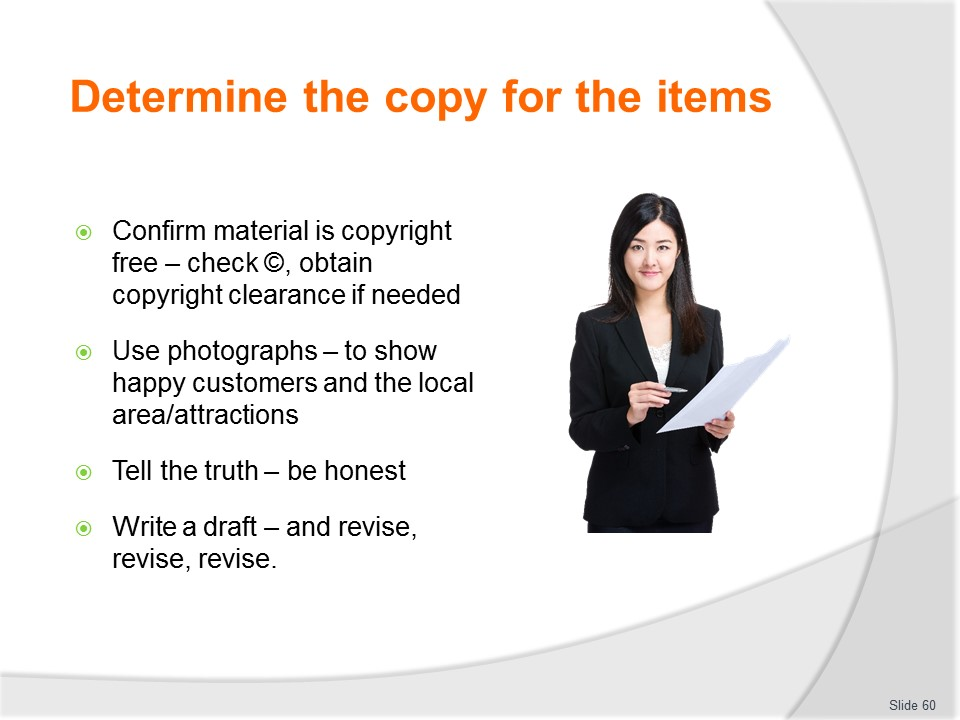 Determine the copy for the items
Confirm material is copyright
free – check ©, obtain
copyright clearance if needed
Use photographs – to show
happy customers and the local
area/attractions
Tell the truth – be honest
Write a draft – and revise,
revise, revise.
Slide 60